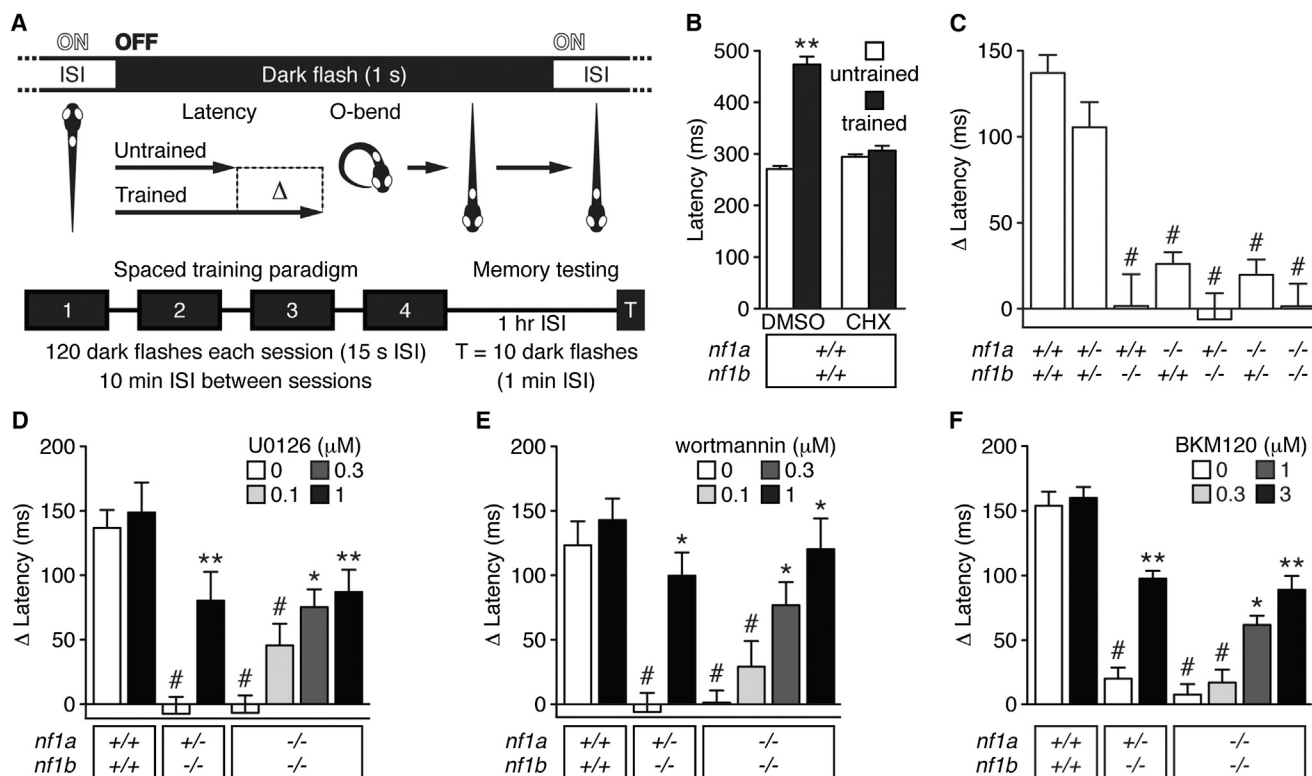 A
ON OFF ON
ISI Dark flash (1 s) ISI
Latency O-bend
Untrained
Trained Δ
Spaced training paradigm Memory testing
1 2 3 4 T
1 hr ISI
120 dark flashes each session (15 s ISI) T = 10 dark flashes
10 min ISI between sessions (1 min ISI)
B
Latency (ms)
500
400
300
200
100
0
**
untrained
trained
DMSO CHX
nf1a +/+
nf1b +/+
C
Δ Latency (ms)
150
100
50
0
# # # # #
nf1a +/+ +/- +/+ -/- +/- -/- -/-
nf1b +/+ +/- -/- +/+ -/- +/- -/-
D
Δ Latency (ms)
200
150
100
50
0
U0126 (μM)
0 0.3
0.1 1
# ** # # * **
nf1a +/+ +/- -/-
nf1b +/+ -/- -/-
E
Δ Latency (ms)
200
150
100
50
0
wortmannin (μM)
0 0.3
0.1 1
# * # # * *
nf1a +/+ +/- -/-
nf1b +/+ -/- -/-
F
Δ Latency (ms)
200
150
100
50
0
BKM120 (μM)
0 1
0.3 3
# ** # # * **
nf1a +/+ +/- -/-
nf1b +/+ -/- -/-